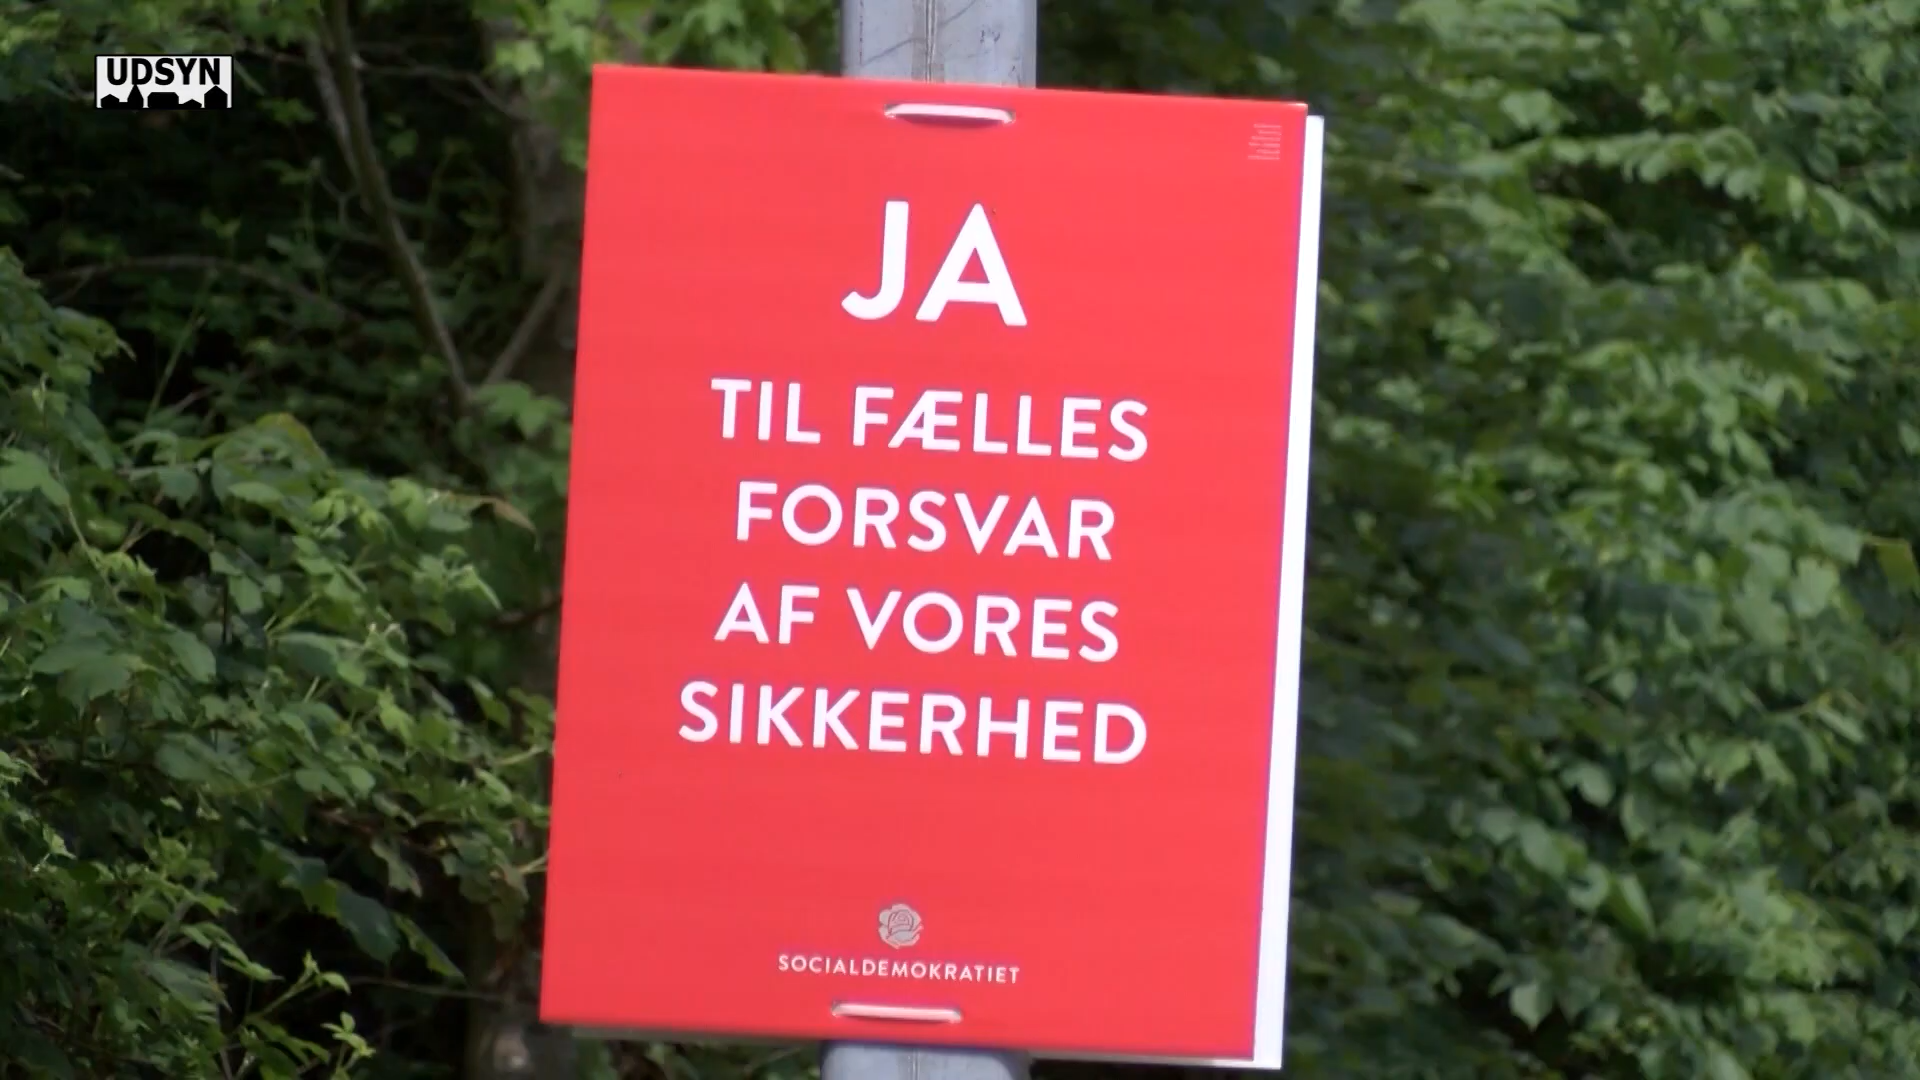 UDSYN
JA
TIL FÆLLES
FORSVAR
AF VORES
SIKKERHED
SOCIALDEMOKRATIET